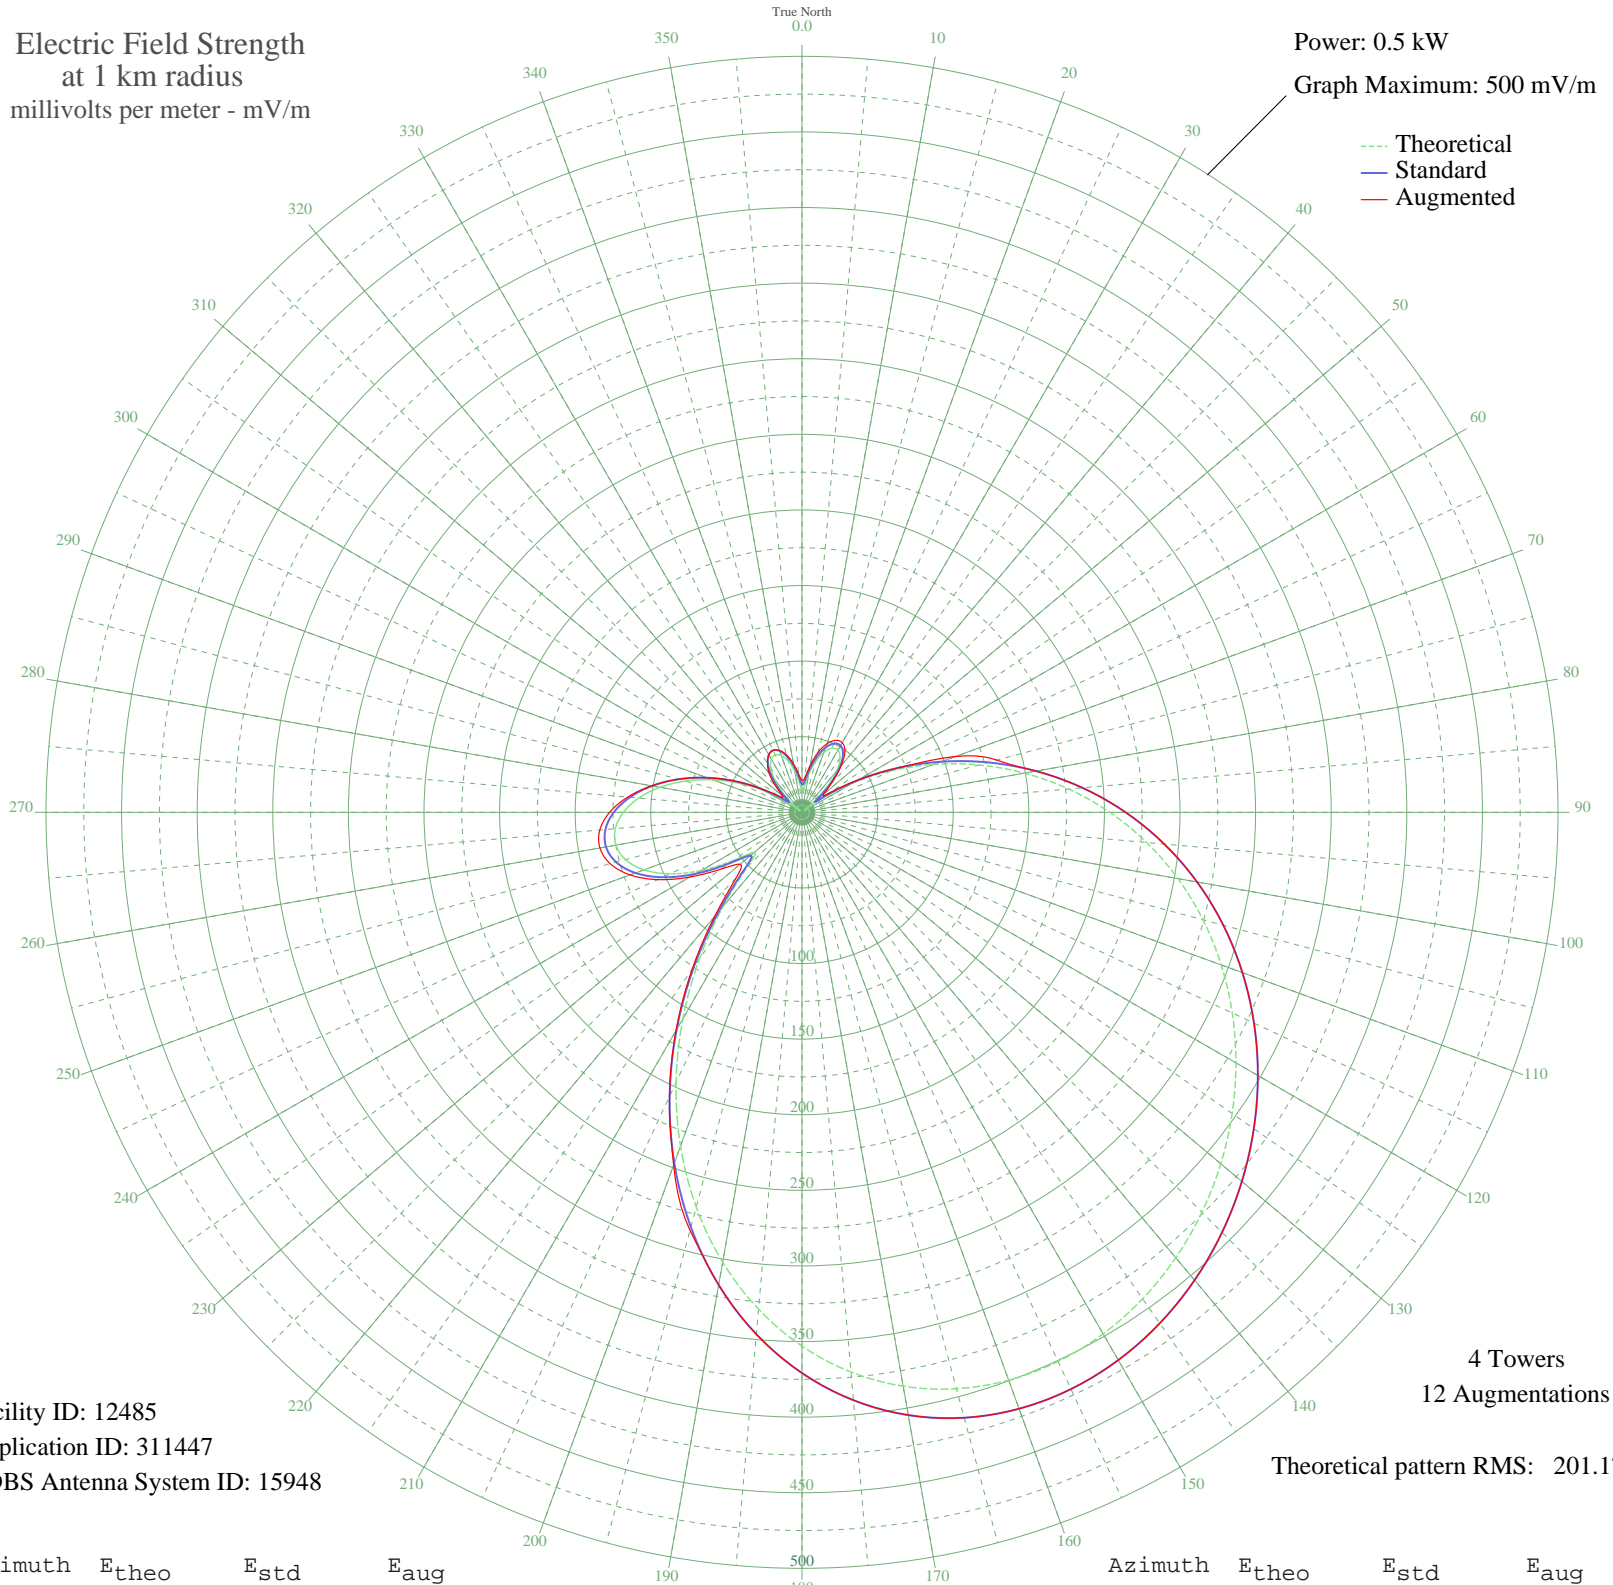 True North
0.0
Electric Field Strength
at 1 km radius
millivolts per meter - mV/m
Power: 0.5 kW
Graph Maximum: 500 mV/m
Theoretical
Standard
Augmented
10
20
30
40
50
60
70
80
90
100
110
120
130
140
150
160
170
190
200
210
220
230
240
250
260
270
280
290
300
310
320
330
340
350
100
150
200
250
300
350
400
450
500
4 Towers
12 Augmentations
Theoretical pattern RMS: 201.1
cility ID: 12485
plication ID: 311447
DBS Antenna System ID: 15948
imuth Etheo Estd Eaug
Azimuth Etheo Estd Eaug